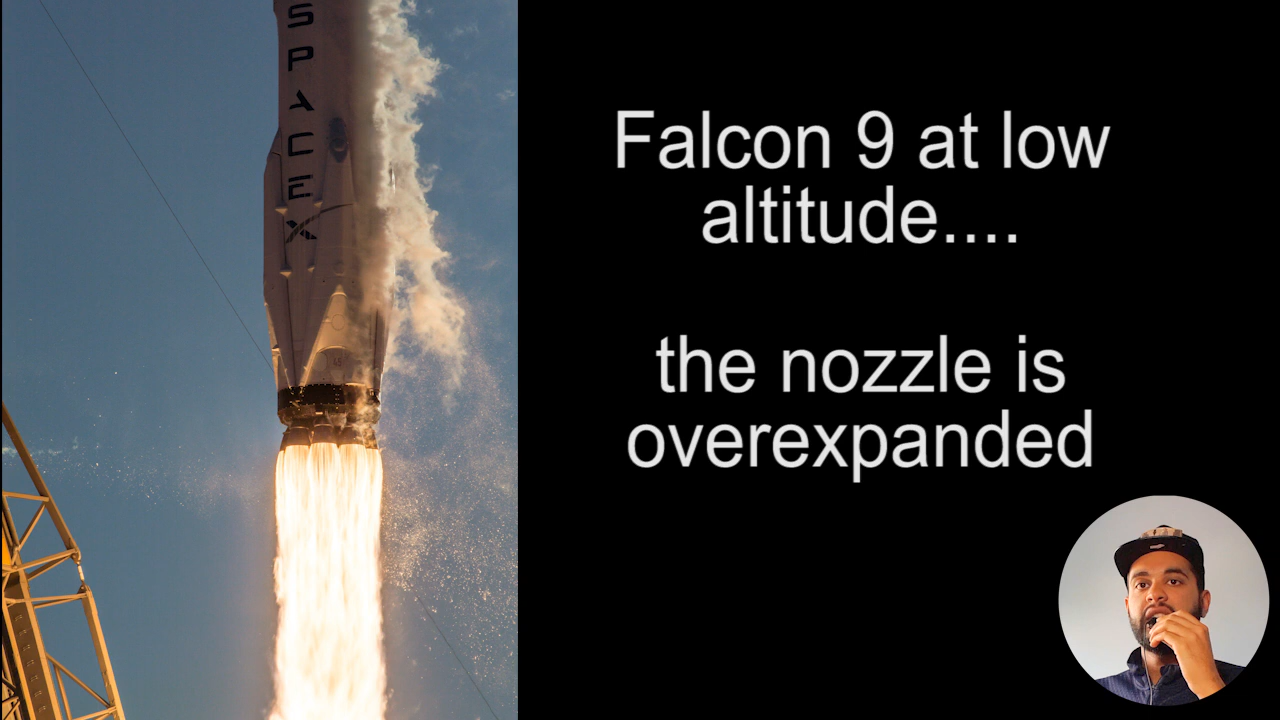 SPACEX
Falcon 9 at low
altitude....
the nozzle is
overexpanded